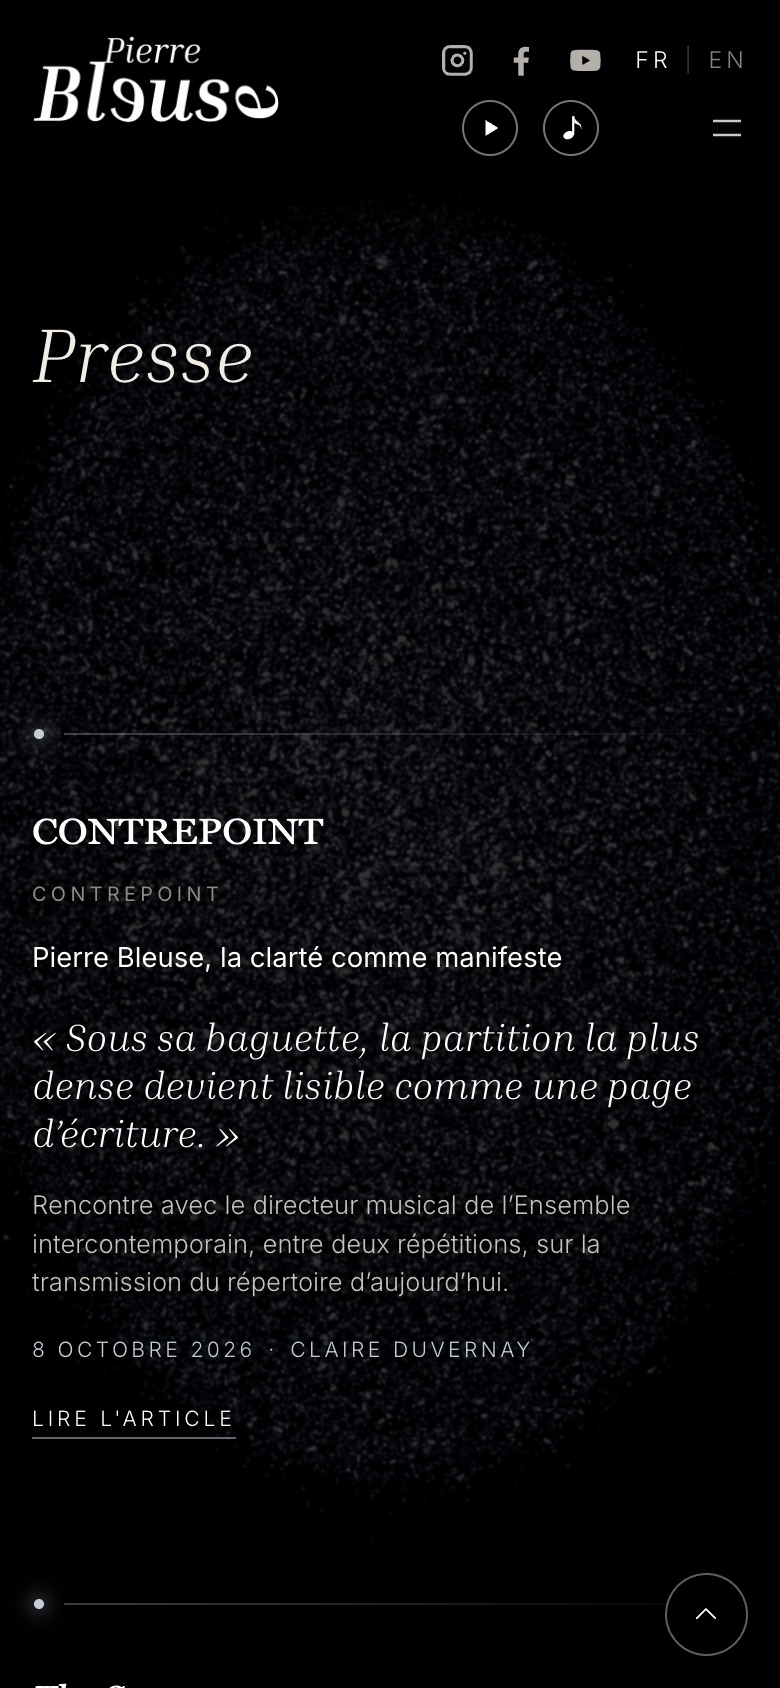 Pierre
Bleuse
FR | EN
Presse
CONTREPOINT
CONTREPOINT
Pierre Bleuse, la clarté comme manifeste
« Sous sa baguette, la partition la plus
dense devient lisible comme une page
d’écriture. »
Rencontre avec le directeur musical de l’Ensemble
intercontemporain, entre deux répétitions, sur la
transmission du répertoire d’aujourd’hui.
8 OCTOBRE 2026 · CLAIRE DUVERNAY
LIRE L'ARTICLE